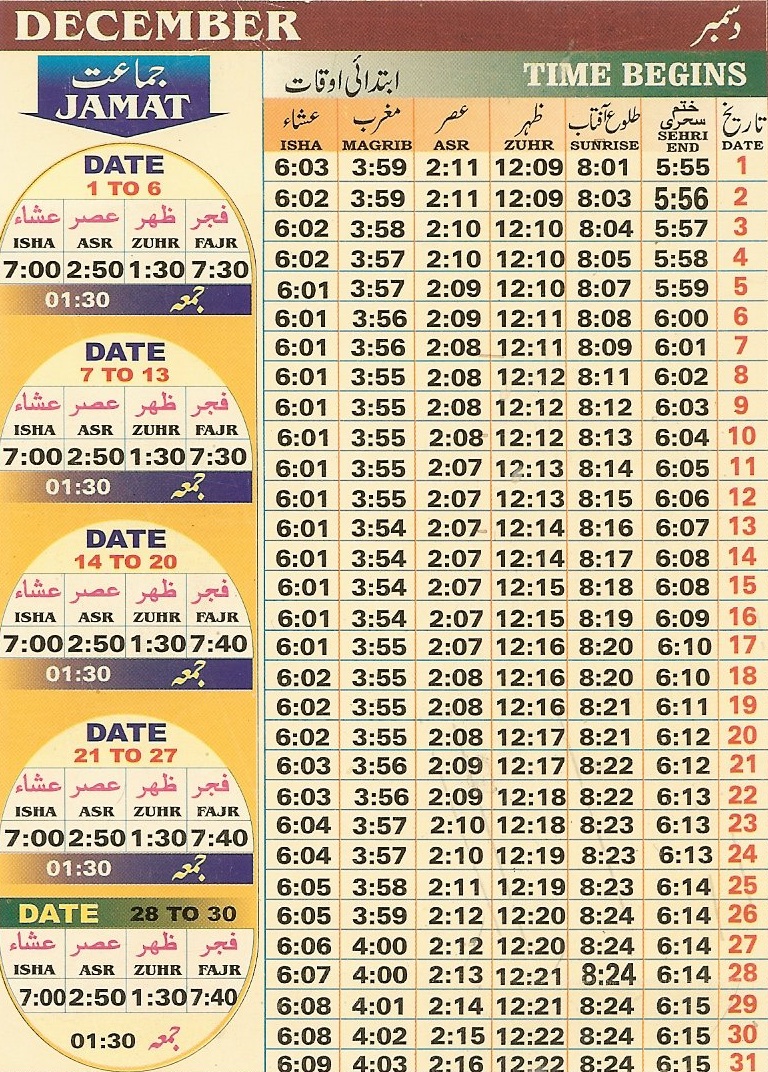 DECEMBER دسمبر
جماعت
JAMAT
DATE
1 TO 6
عشاء عصر ظهر فجر
ISHA ASR ZUHR FAJR
7:00 2:50 1:30 7:30
01:30 جمعہ
DATE
7 TO 13
عشاء عصر ظهر فجر
ISHA ASR ZUHR FAJR
7:00 2:50 1:30 7:30
01:30 جمعہ
DATE
14 TO 20
عشاء عصر ظهر فجر
ISHA ASR ZUHR FAJR
7:00 2:50 1:30 7:40
01:30 جمعہ
DATE
21 TO 27
عشاء عصر ظهر فجر
ISHA ASR ZUHR FAJR
7:00 2:50 1:30 7:40
01:30 جمعہ
DATE 28 TO 30
عشاء عصر ظهر فجر
ISHA ASR ZUHR FAJR
7:00 2:50 1:30 7:40
01:30 جمعہ
ابتدائی اوقات TIME BEGINS
عشاء مغرب عصر ظہر طلوع آفتاب ختم سحری تاریخ
ISHA MAGRIB ASR ZUHR SUNRISE SEHRI END DATE
6:03 3:59 2:11 12:09 8:01 5:55 1
6:02 3:59 2:11 12:09 8:03 5:56 2
6:02 3:58 2:10 12:10 8:04 5:57 3
6:02 3:57 2:10 12:10 8:05 5:58 4
6:01 3:57 2:09 12:10 8:07 5:59 5
6:01 3:56 2:09 12:11 8:08 6:00 6
6:01 3:56 2:08 12:11 8:09 6:01 7
6:01 3:55 2:08 12:12 8:11 6:02 8
6:01 3:55 2:08 12:12 8:12 6:03 9
6:01 3:55 2:08 12:12 8:13 6:04 10
6:01 3:55 2:07 12:13 8:14 6:05 11
6:01 3:55 2:07 12:13 8:15 6:06 12
6:01 3:54 2:07 12:14 8:16 6:07 13
6:01 3:54 2:07 12:14 8:17 6:08 14
6:01 3:54 2:07 12:15 8:18 6:08 15
6:01 3:54 2:07 12:15 8:19 6:09 16
6:01 3:55 2:07 12:16 8:20 6:10 17
6:02 3:55 2:08 12:16 8:20 6:10 18
6:02 3:55 2:08 12:16 8:21 6:11 19
6:02 3:55 2:08 12:17 8:21 6:12 20
6:03 3:56 2:09 12:17 8:22 6:12 21
6:03 3:56 2:09 12:18 8:22 6:13 22
6:04 3:57 2:10 12:18 8:23 6:13 23
6:04 3:57 2:10 12:19 8:23 6:13 24
6:05 3:58 2:11 12:19 8:23 6:14 25
6:05 3:59 2:12 12:20 8:24 6:14 26
6:06 4:00 2:12 12:20 8:24 6:14 27
6:07 4:00 2:13 12:21 8:24 6:14 28
6:08 4:01 2:14 12:21 8:24 6:15 29
6:08 4:02 2:15 12:22 8:24 6:15 30
6:09 4:03 2:16 12:22 8:24 6:15 31